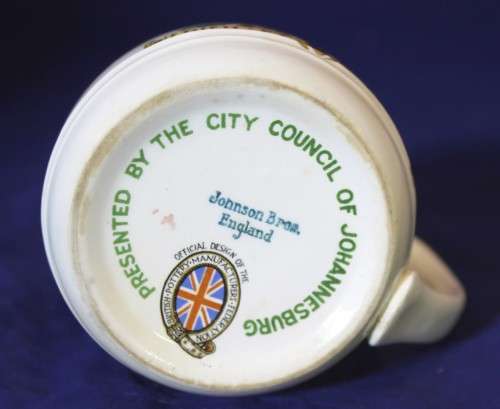 PRESENTED BY THE CITY COUNCIL OF JOHANNESBURG
Johnson Bros.
England
OFFICIAL DESIGN OF THE
BRITISH·POTTERY·MANUFACTURERS·FEDERATION